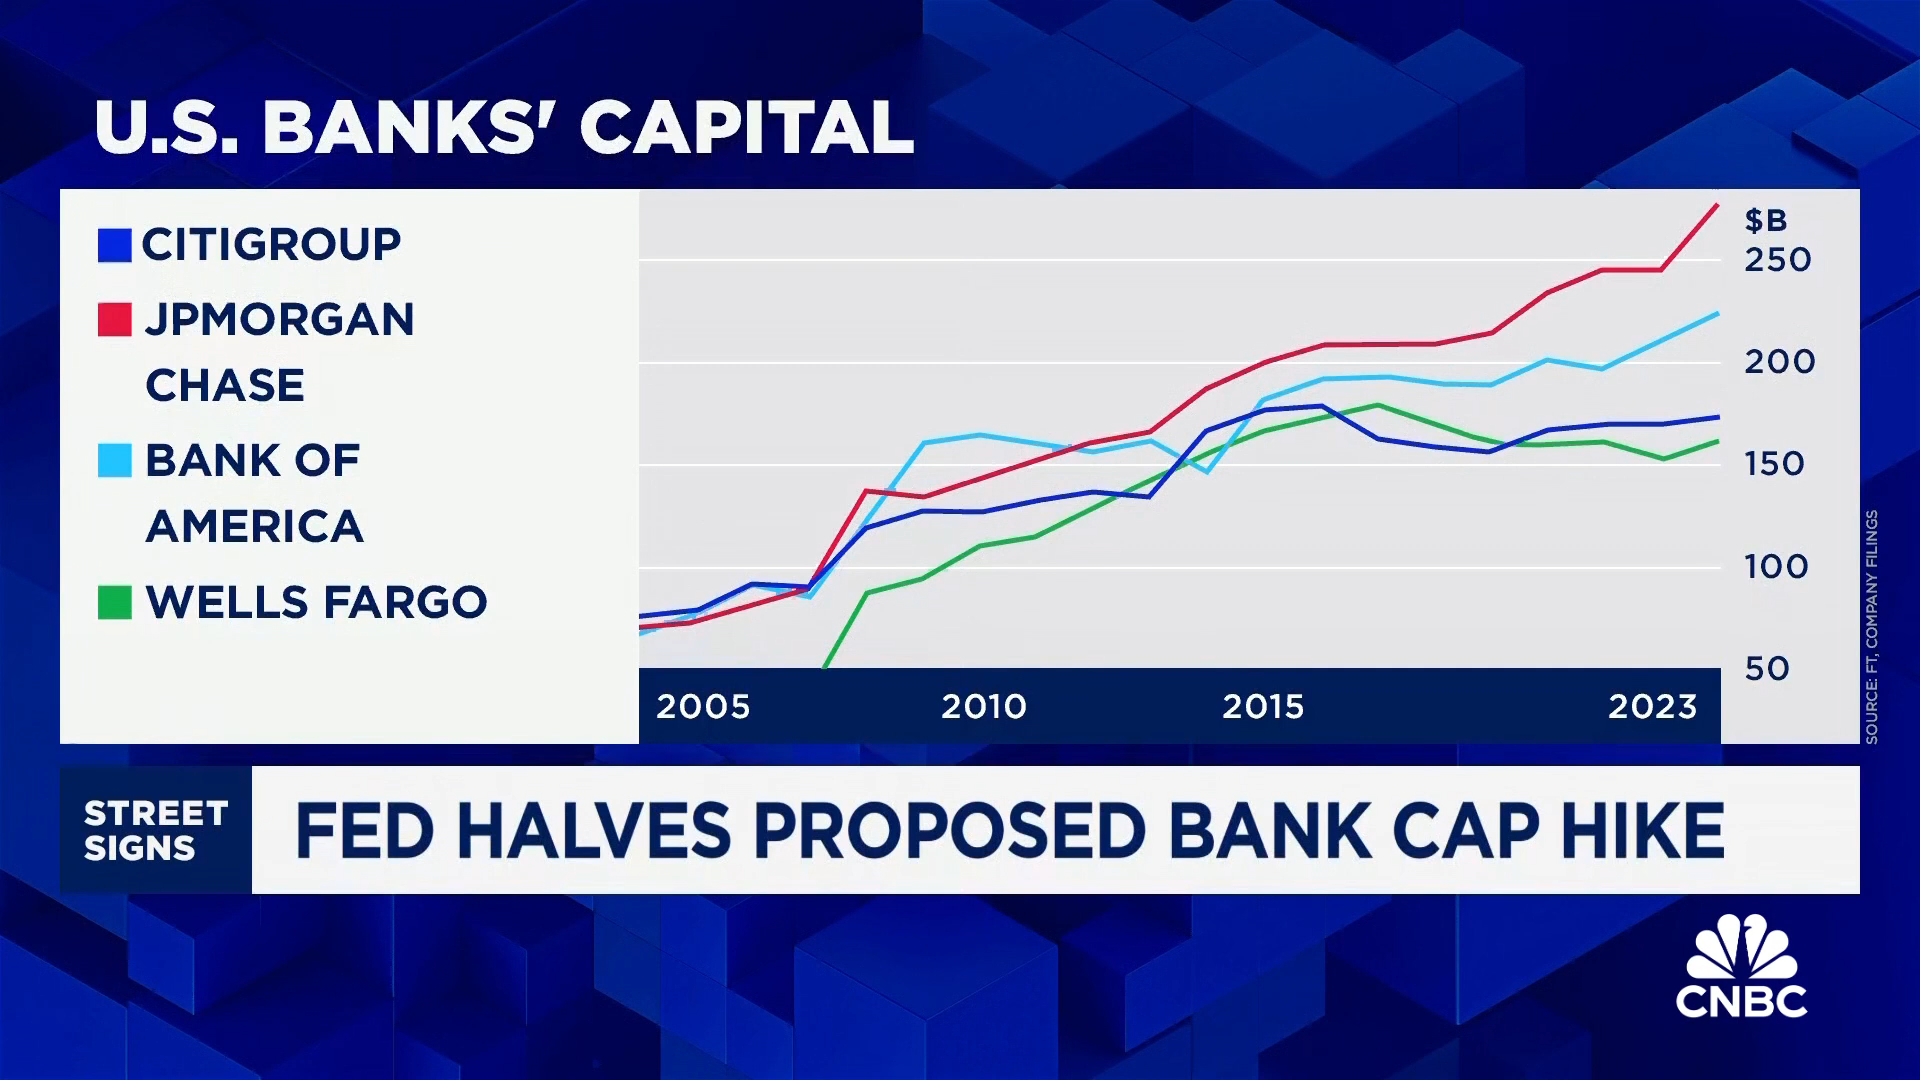 U.S. BANKS' CAPITAL
CITIGROUP
JPMORGAN
CHASE
BANK OF
AMERICA
WELLS FARGO
$B
250
200
150
100
50
2005
2010
2015
2023
SOURCE: FT, COMPANY FILINGS
STREET
SIGNS
FED HALVES PROPOSED BANK CAP HIKE
CNBC